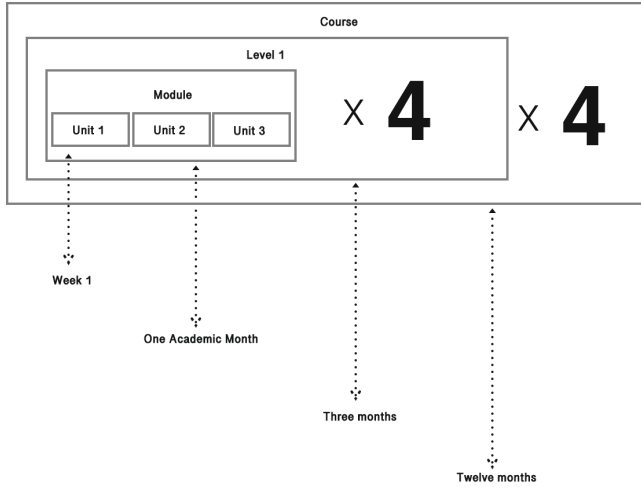 Course
Level 1
Module
Unit 1 Unit 2 Unit 3
X 4
X 4
Week 1
One Academic Month
Three months
Twelve months